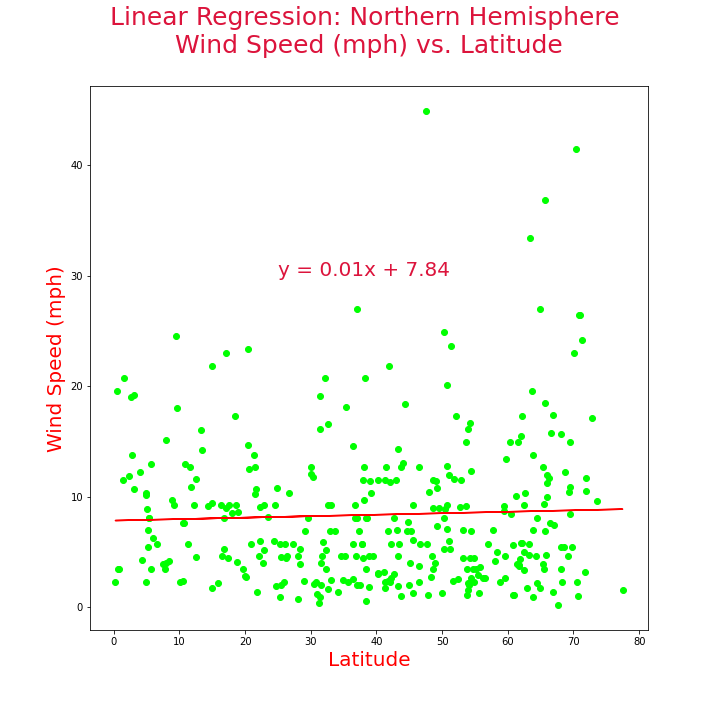 Linear Regression: Northern Hemisphere
Wind Speed (mph) vs. Latitude
y = 0.01x + 7.84
Wind Speed (mph)
40
30
20
10
0
0 10 20 30 40 50 60 70 80
Latitude